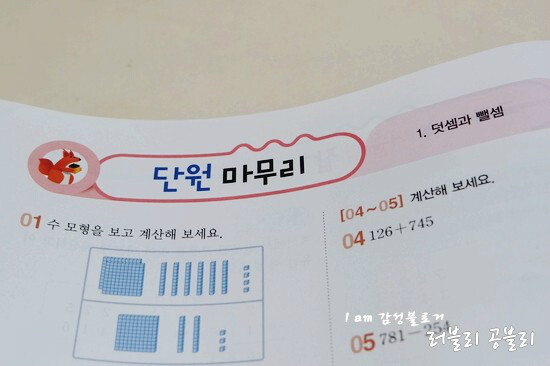 단원 마무리
1. 덧셈과 뺄셈
01 수 모형을 보고 계산해 보세요.
[04~05] 계산해 보세요.
04 126+745
05 781-254
I am 감성블로거
러블리 공블리